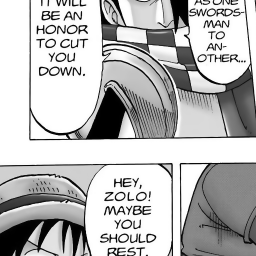 AS ONE
SWORDS-
MAN
TO
AN-
OTHER...
IT WILL
BE AN
HONOR
TO CUT
YOU
DOWN.
HEY,
ZOLO!
MAYBE
YOU
SHOULD
REST.